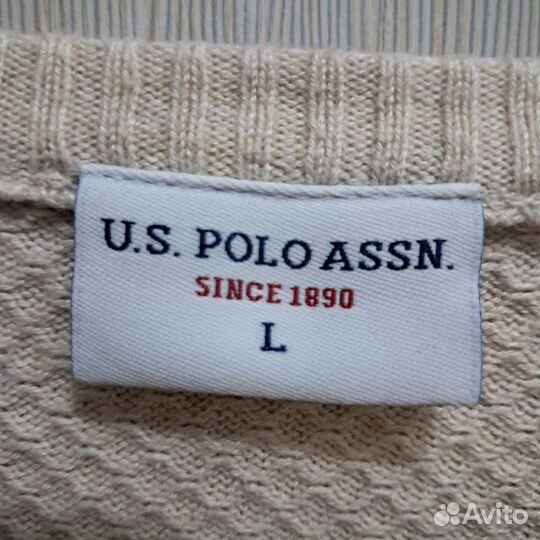 U.S. POLO ASSN.
SINCE 1890
L
Avito